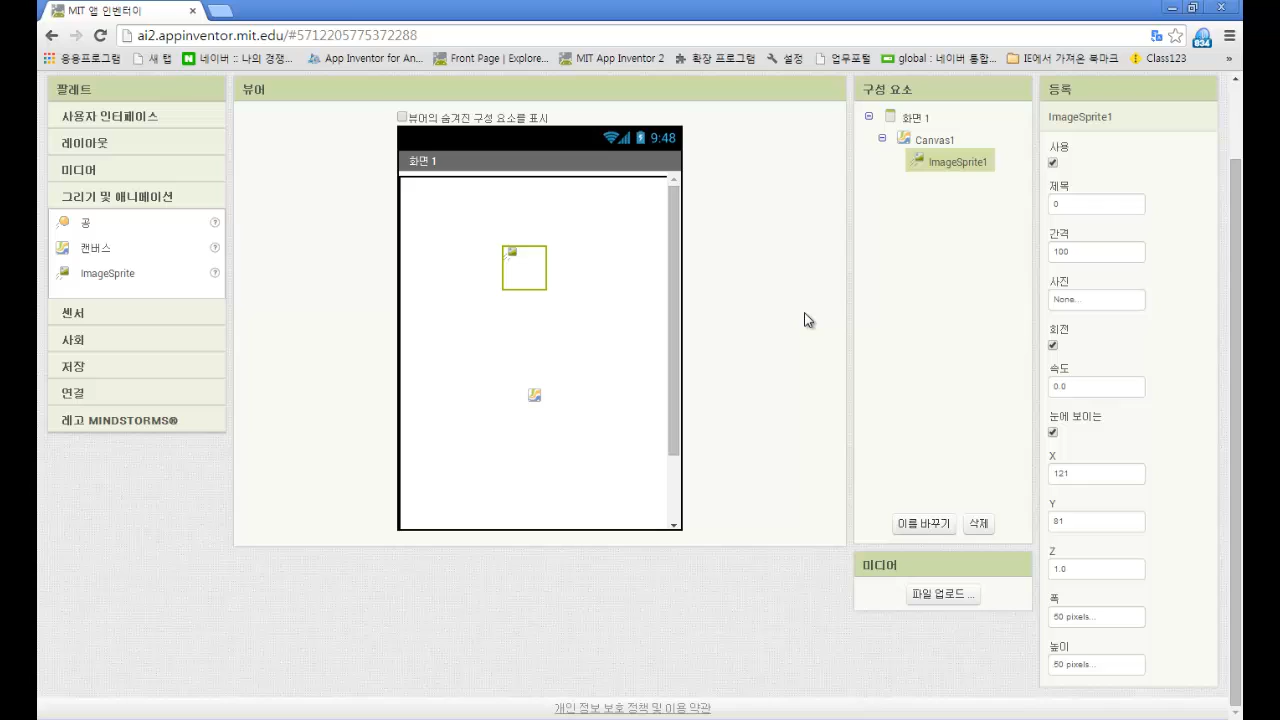 MIT 앱 인벤터이
ai2.appinventor.mit.edu/#5712205775372288
834
응용프로그램
새 탭
네이버 :: 나의 경쟁...
App Inventor for An...
Front Page | Explore...
MIT App Inventor 2
확장 프로그램
설정
업무포털
global : 네이버 통합...
IE에서 가져온 북마크
Class123
»
팔레트
사용자 인터페이스
레이아웃
미디어
그리기 및 애니메이션
공
캔버스
ImageSprite
센서
사회
저장
연결
레고 MINDSTORMS®
뷰어
뷰어의 숨겨진 구성 요소를 표시
9:48
화면 1
구성 요소
화면 1
Canvas1
ImageSprite1
이름 바꾸기
삭제
미디어
파일 업로드 ...
등록
ImageSprite1
사용
제목
0
간격
100
사진
None...
회전
속도
0.0
눈에 보이는
X
121
Y
81
Z
1.0
폭
50 pixels...
높이
50 pixels...
개인 정보 보호 정책 및 이용 약관